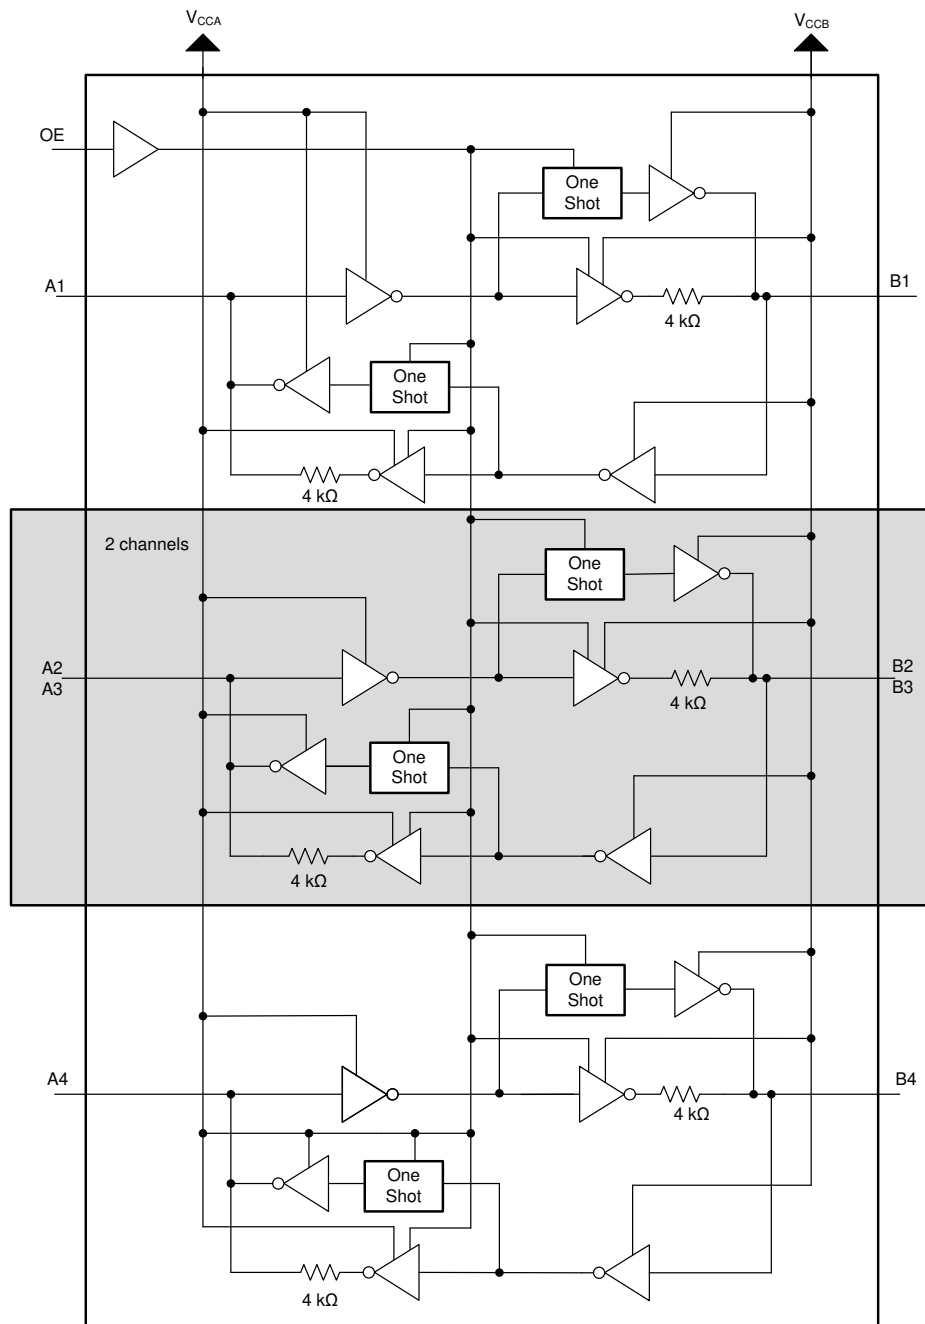 VCCA VCCB
OE
One
Shot
A1 B1
4 kΩ
One
Shot
4 kΩ
2 channels
One
Shot
A2 B2
A3 B3
4 kΩ
One
Shot
4 kΩ
One
Shot
A4 B4
4 kΩ
One
Shot
4 kΩ